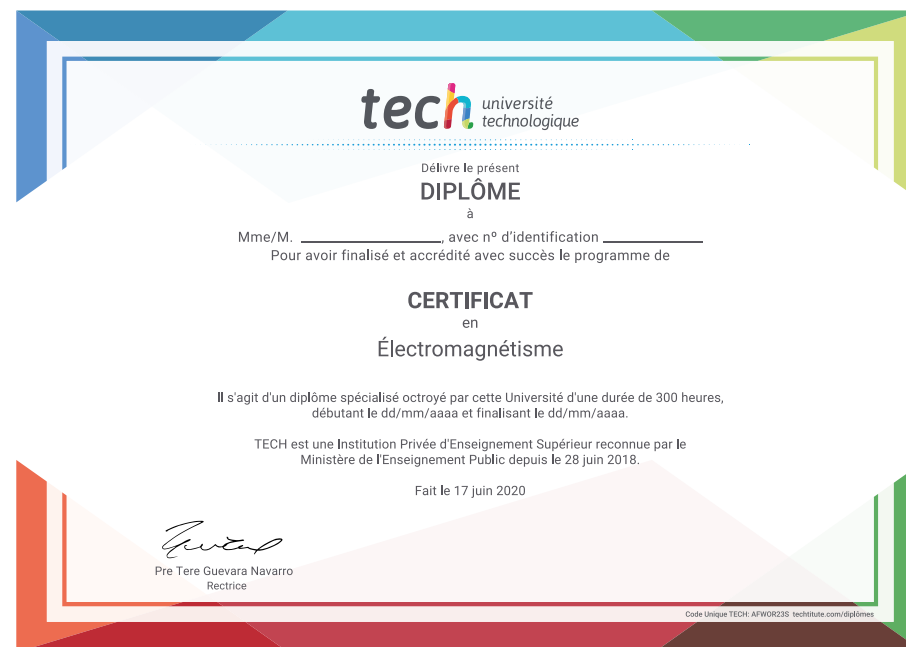 tech université
technologique
Délivre le présent
DIPLÔME
à
Mme/M. ____________________, avec nº d'identification ______________
Pour avoir finalisé et accrédité avec succès le programme de
CERTIFICAT
en
Électromagnétisme
Il s'agit d'un diplôme spécialisé octroyé par cette Université d'une durée de 300 heures,
débutant le dd/mm/aaaa et finalisant le dd/mm/aaaa.
TECH est une Institution Privée d'Enseignement Supérieur reconnue par le
Ministère de l'Enseignement Public depuis le 28 juin 2018.
Fait le 17 juin 2020
Pre Tere Guevara Navarro
Rectrice
Code Unique TECH: AFWOR23S techtitute.com/diplômes